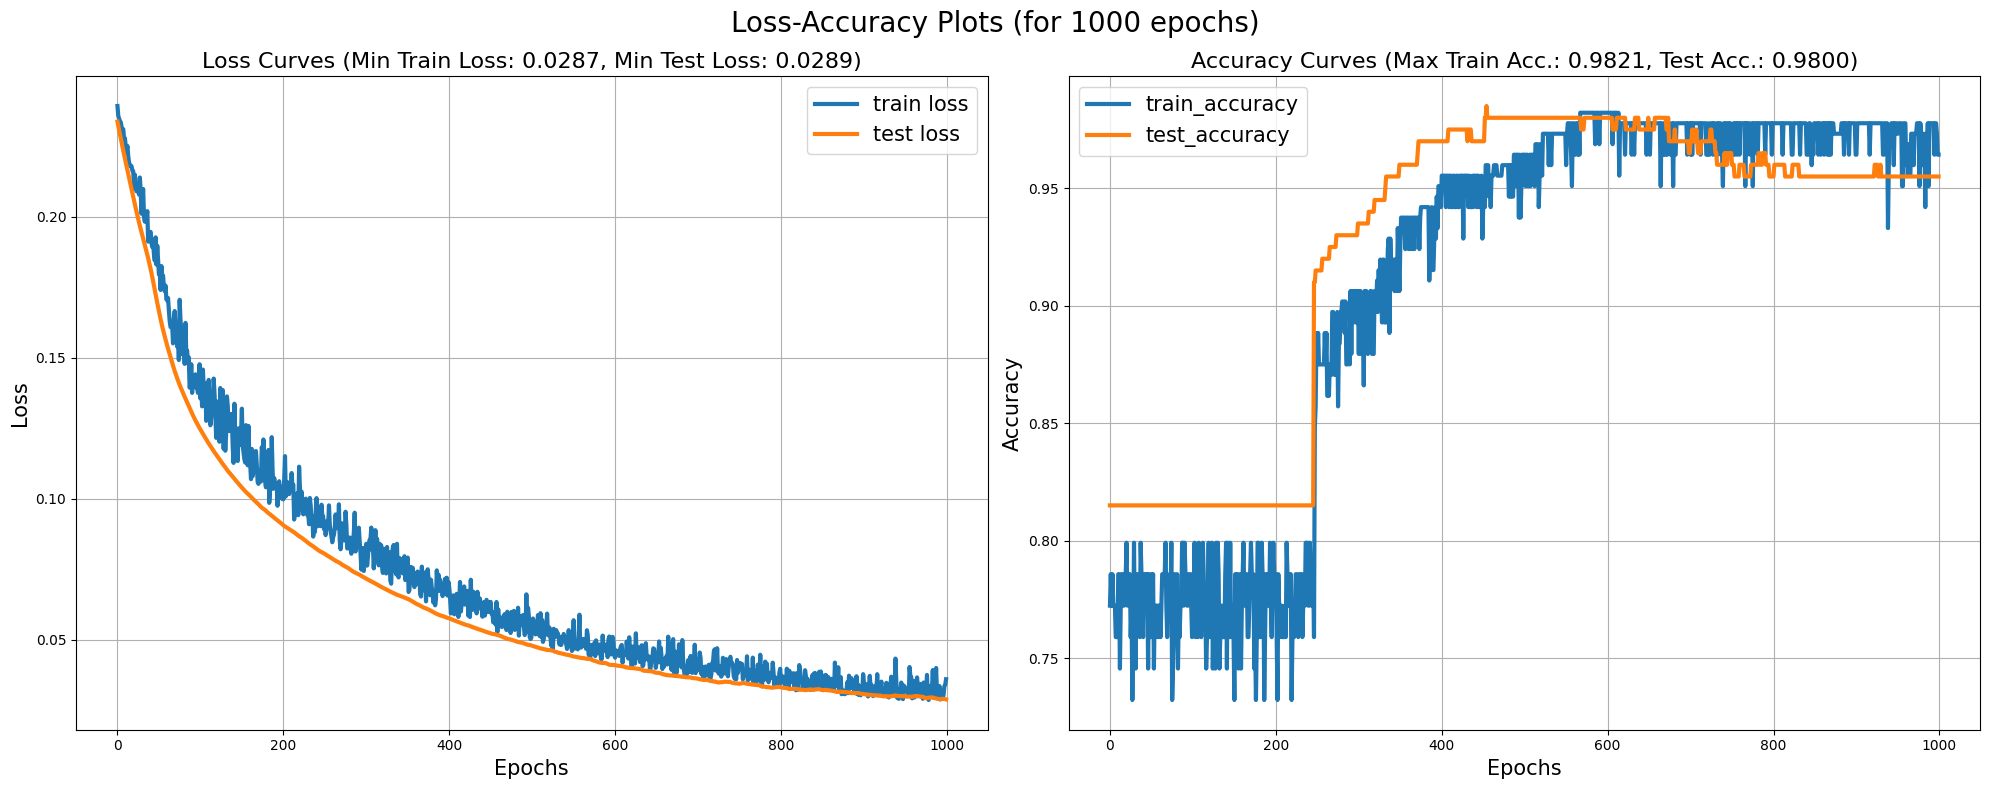 Loss-Accuracy Plots (for 1000 epochs)
Loss Curves (Min Train Loss: 0.0287, Min Test Loss: 0.0289)
train loss
test loss
0.20
0.15
0.10
0.05
Loss
0
200
400
600
800
1000
Epochs
Accuracy Curves (Max Train Acc.: 0.9821, Test Acc.: 0.9800)
train_accuracy
test_accuracy
0.95
0.90
0.85
0.80
0.75
Accuracy
0
200
400
600
800
1000
Epochs